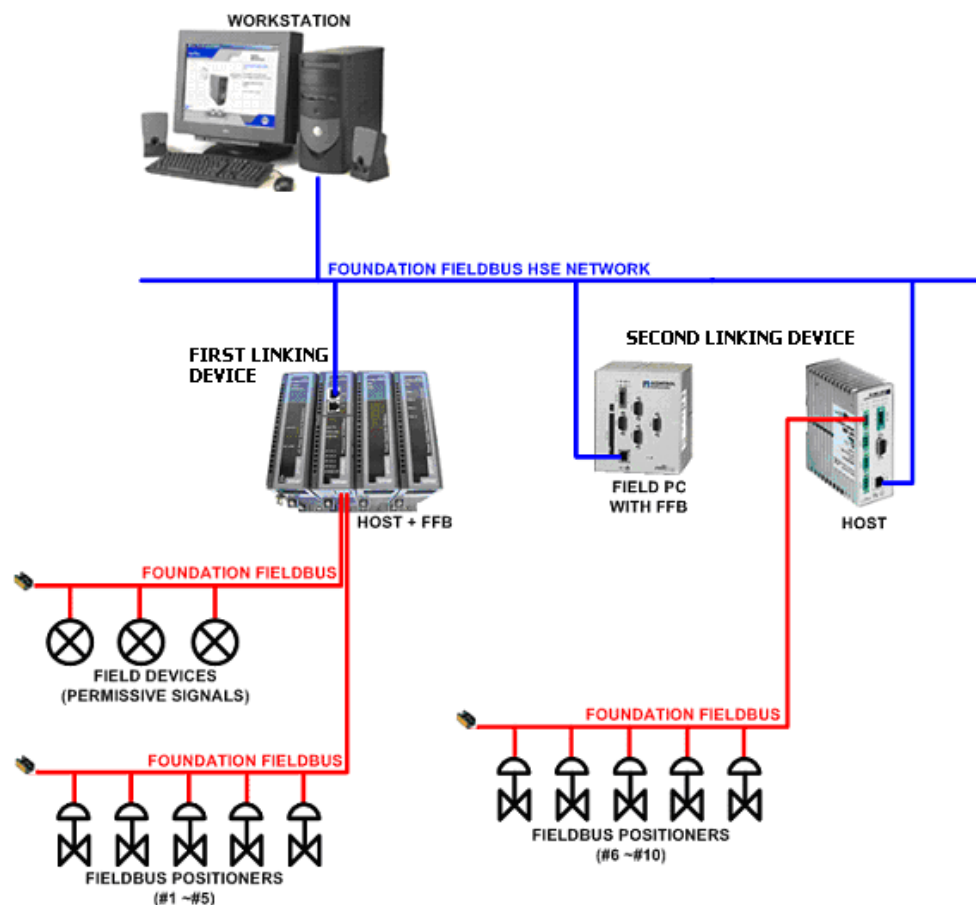 WORKSTATION
FOUNDATION FIELDBUS HSE NETWORK
FIRST LINKING
DEVICE
SECOND LINKING DEVICE
HOST + FFB
FIELD PC
WITH FFB
HOST
FOUNDATION FIELDBUS
FIELD DEVICES
(PERMISSIVE SIGNALS)
FOUNDATION FIELDBUS
FOUNDATION FIELDBUS
FIELDBUS POSITIONERS
(#1 ~#5)
FIELDBUS POSITIONERS
(#6 ~#10)